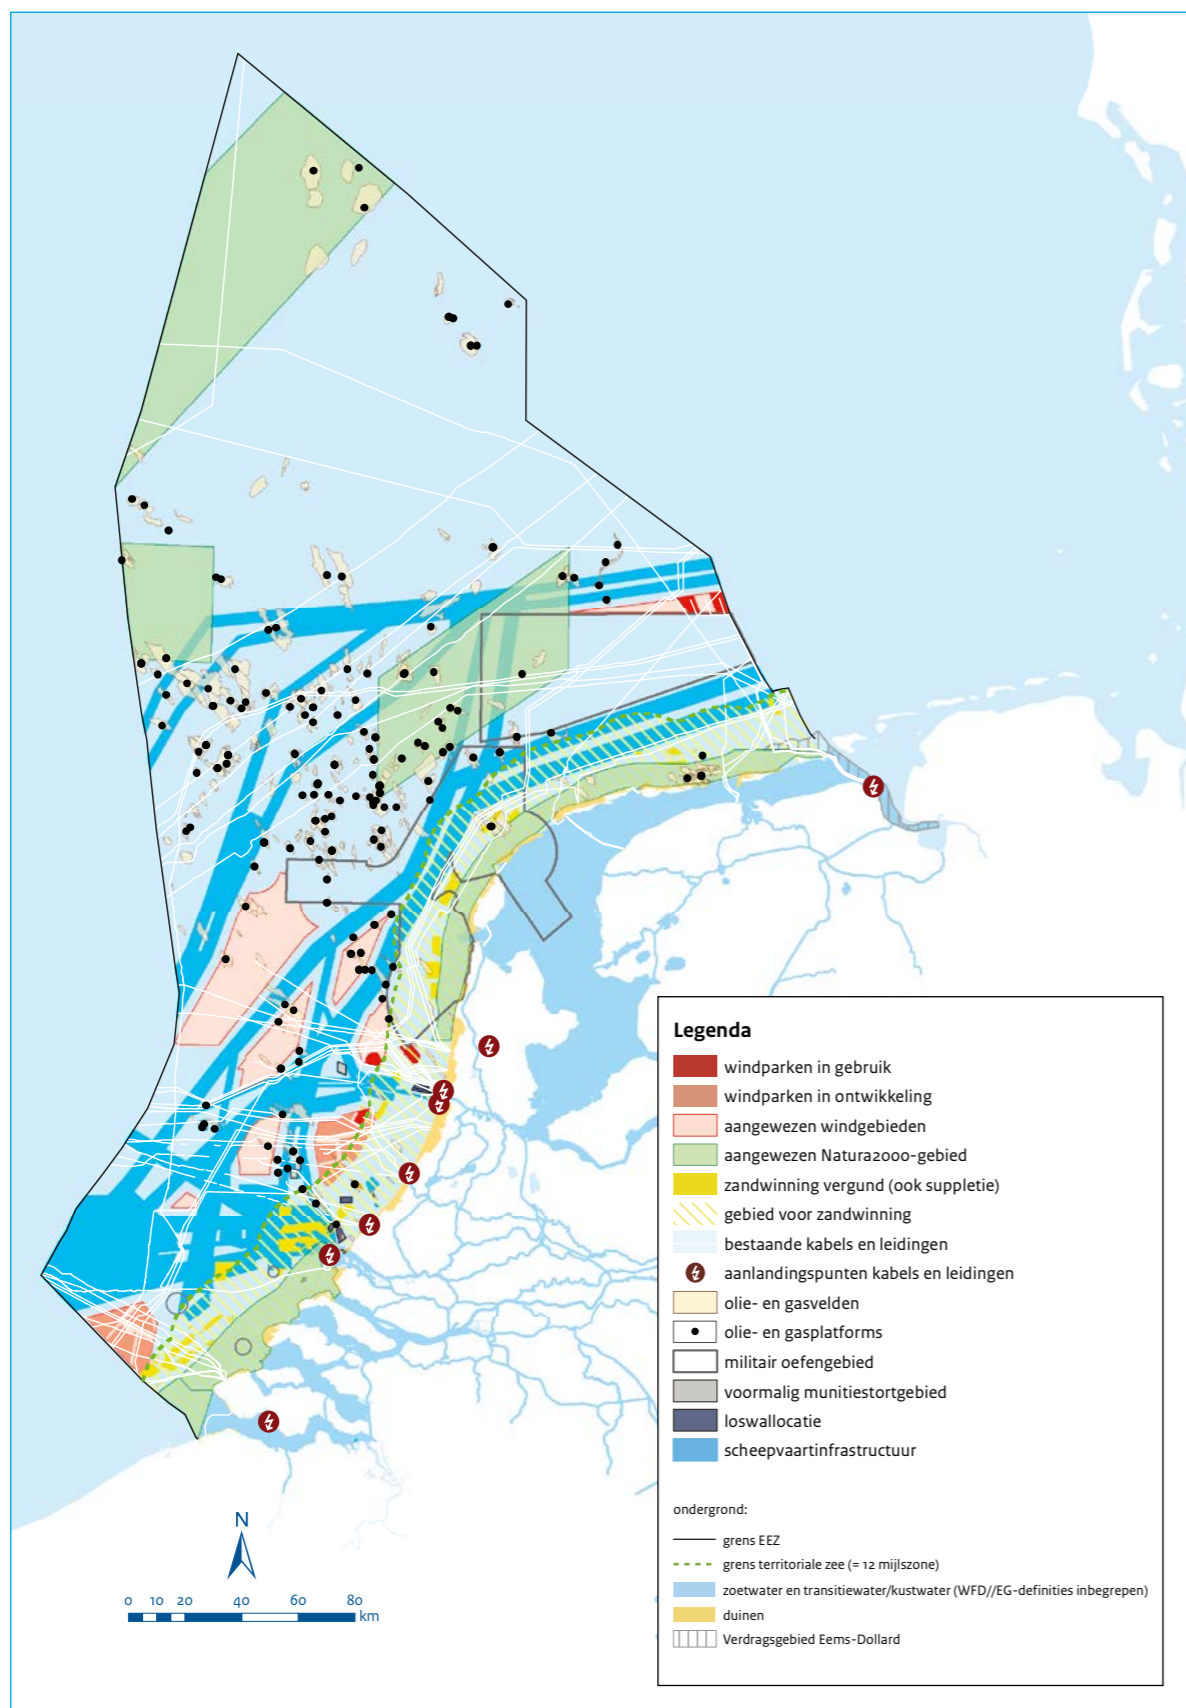 Legenda
windparken in gebruik
windparken in ontwikkeling
aangewezen windgebieden
aangewezen Natura2000-gebied
zandwinning vergund (ook suppletie)
gebied voor zandwinning
bestaande kabels en leidingen
aanlandingspunten kabels en leidingen
olie- en gasvelden
olie- en gasplatforms
militair oefengebied
voormalig munitiestortgebied
loswallocatie
scheepvaartinfrastructuur
ondergrond:
grens EEZ
grens territoriale zee (= 12 mijlszone)
zoetwater en transitiewater/kustwater (WFD//EG-definities inbegrepen)
duinen
Verdragsgebied Eems-Dollard
N
0 10 20 40 60 80
km